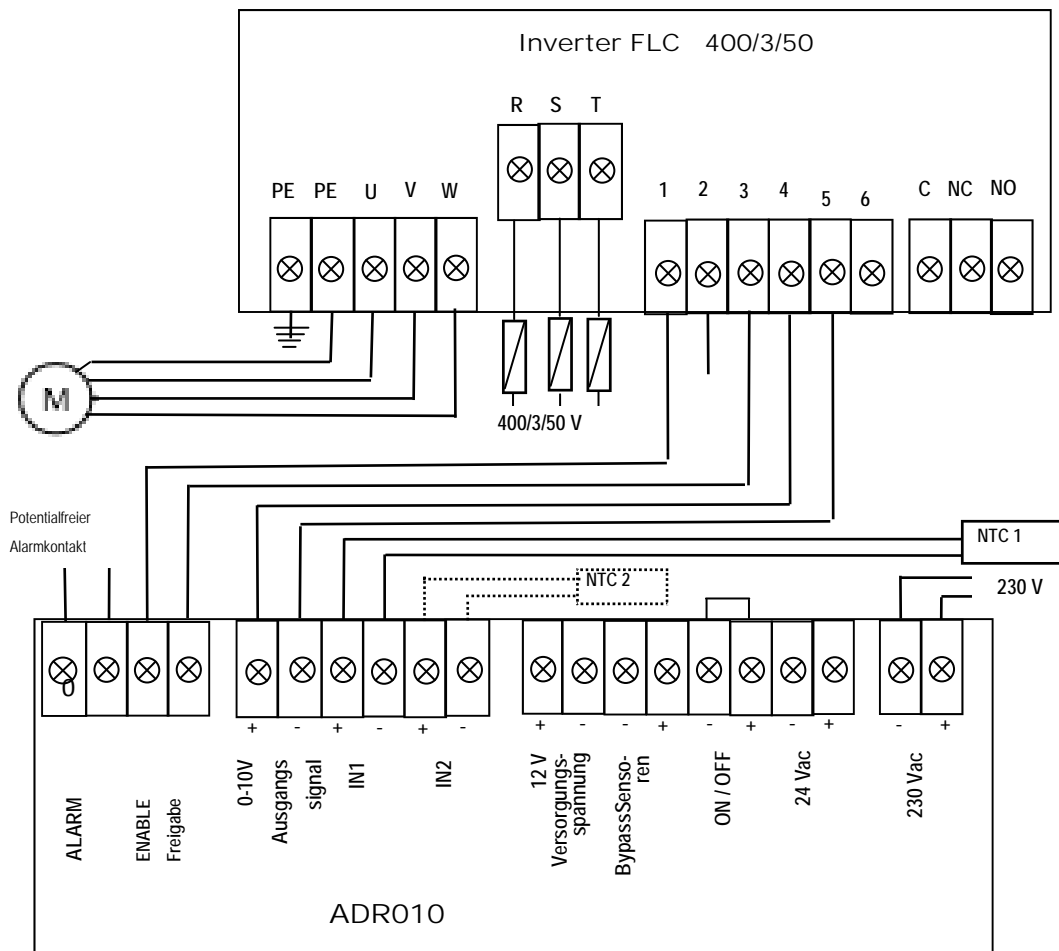 Inverter FLC 400/3/50
R S T
PE PE U V W
1 2 3 4 5 6
C NC NO
M
400/3/50 V
Potentialfreier
Alarmkontakt
NTC 1
NTC 2
230 V
0
+ - + - + -
+ - - + - + - +
- +
ALARM
ENABLE
Freigabe
0-10V
Ausgangs
signal
IN1
IN2
12 V
Versorgungs-
spannung
BypassSenso-
ren
ON / OFF
24 Vac
230 Vac
ADR010